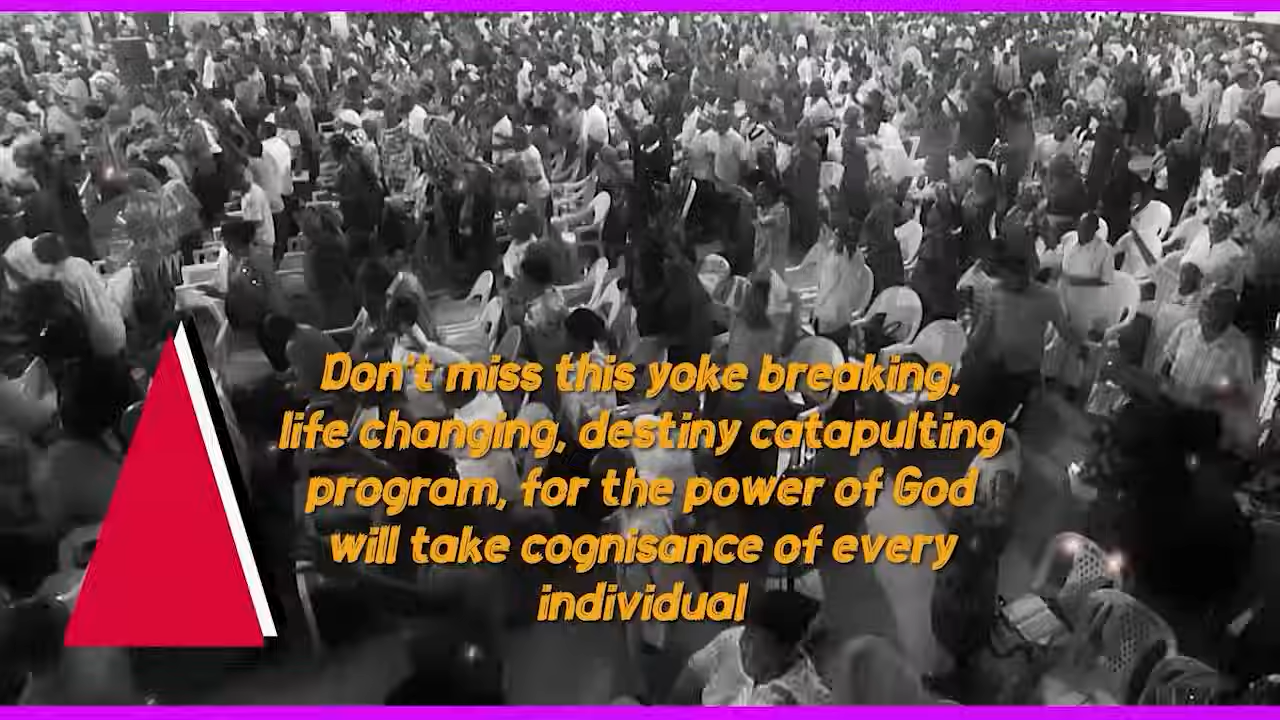 Don't miss this yoke breaking,
life changing, destiny catapulting
program, for the power of God
will take cognisance of every
individual